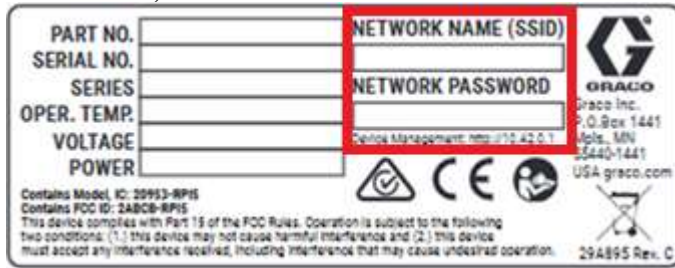 PART NO.
SERIAL NO.
SERIES
OPER. TEMP.
VOLTAGE
POWER
NETWORK NAME (SSID)
NETWORK PASSWORD
Device Management: http://10.42.0.1
Contains Model, IC: 20953-RPI5
Contains FCC ID: 2ABCB-RPI5
This device complies with Part 15 of the FCC Rules. Operation is subject to the following
two conditions: (1.) this device may not cause harmful interference and (2.) this device
must accept any interference received, including interference that may cause undesired operation.
CE
GRACO
Graco Inc.
P.O.Box 1441
Mpls., MN
55440-1441
USA graco.com
29A895 Rev. C